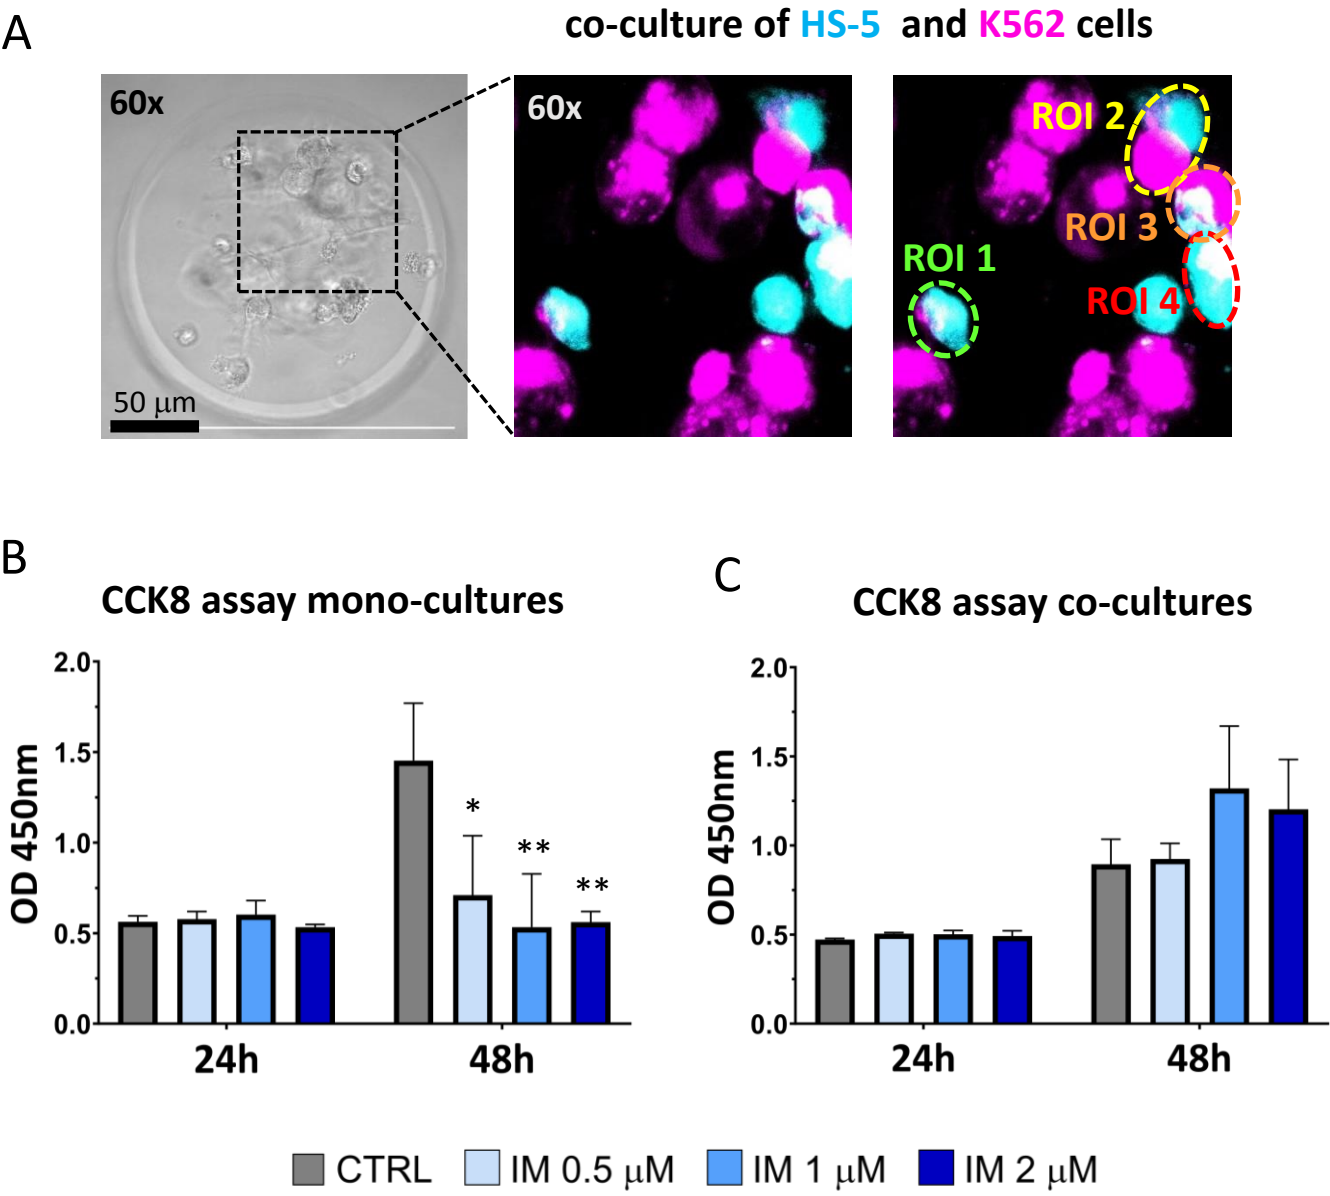 A
co-culture of HS-5 and K562 cells
60x
50 μm
60x
ROI 2
ROI 3
ROI 1
ROI 4
B
CCK8 assay mono-cultures
2.0
1.5
1.0
0.5
0.0
OD 450nm
*
**
**
24h
48h
C
CCK8 assay co-cultures
2.0
1.5
1.0
0.5
0.0
OD 450nm
24h
48h
CTRL
IM 0.5 μM
IM 1 μM
IM 2 μM